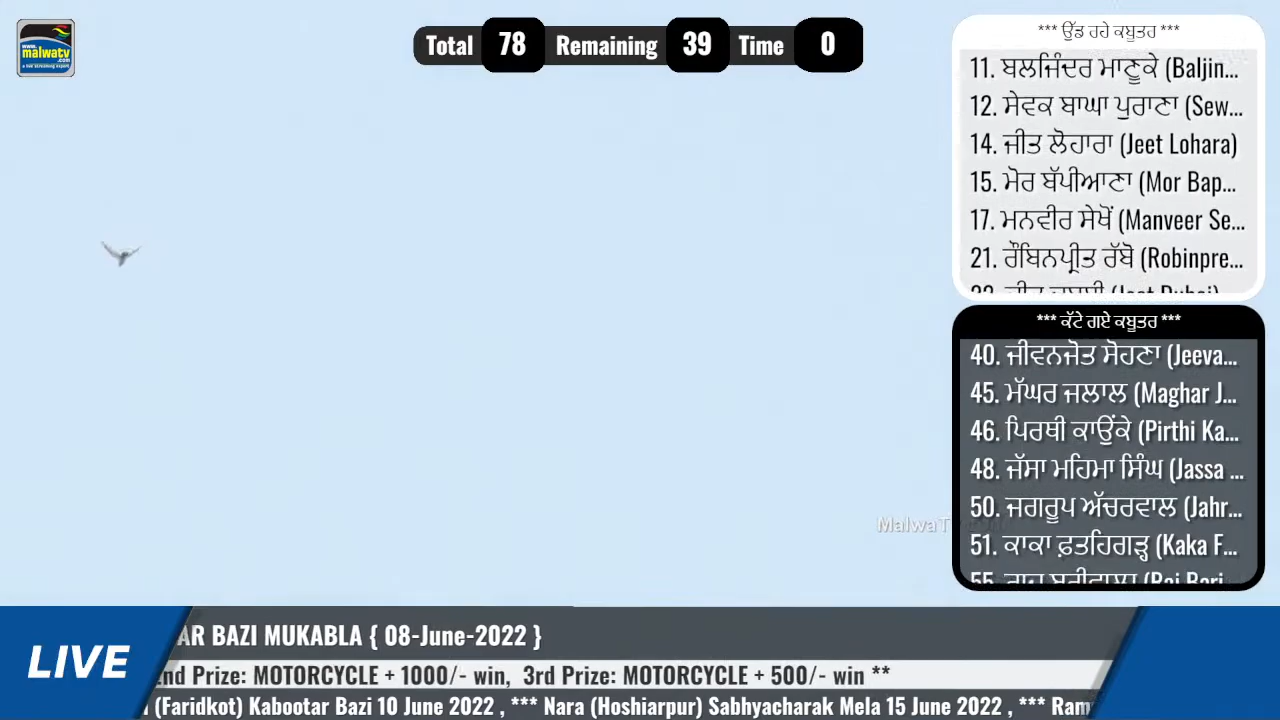 www.
malwatv
.com
Total 78 Remaining 39 Time 0
*** ਉੱਡ ਰਹੇ ਕਬੂਤਰ ***
11. ਬਲਜਿੰਦਰ ਮਾਣੂਕੇ (Baljin...
12. ਸੇਵਕ ਬਾਘਾ ਪੁਰਾਣਾ (Sew...
14. ਜੀਤ ਲੋਹਾਰਾ (Jeet Lohara)
15. ਮੋਰ ਬੱਪੀਆਣਾ (Mor Bap...
17. ਮਨਵੀਰ ਸੇਖੋਂ (Manveer Se...
21. ਰੌਬਿਨਪ੍ਰੀਤ ਰੱਬੋ (Robinpre...
*** ਕੱਟੇ ਗਏ ਕਬੂਤਰ ***
40. ਜੀਵਨਜੋਤ ਸੋਹਣਾ (Jeeva...
45. ਮੱਘਰ ਜਲਾਲ (Maghar J...
46. ਪਿਰਥੀ ਕਾਉਂਕੇ (Pirthi Ka...
48. ਜੱਸਾ ਮਹਿਮਾ ਸਿੰਘ (Jassa ...
50. ਜਗਰੂਪ ਅੱਚਰਵਾਲ (Jahr...
51. ਕਾਕਾ ਫ਼ਤਹਿਗੜ੍ਹ (Kaka F...
MalwaT
AR BAZI MUKABLA { 08-June-2022 }
LIVE
2nd Prize: MOTORCYCLE + 1000/- win, 3rd Prize: MOTORCYCLE + 500/- win **
(Faridkot) Kabootar Bazi 10 June 2022 , *** Nara (Hoshiarpur) Sabhyacharak Mela 15 June 2022 , *** Ram